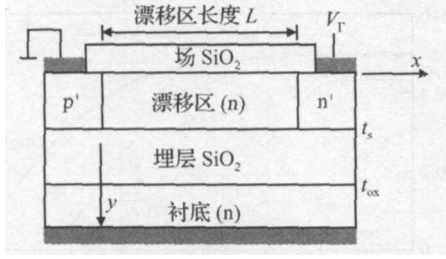 漂移区长度 L
V_Γ
场 SiO₂
x
p⁺
漂移区 (n)
n⁺
t_s
埋层 SiO₂
t_ox
y
衬底 (n)